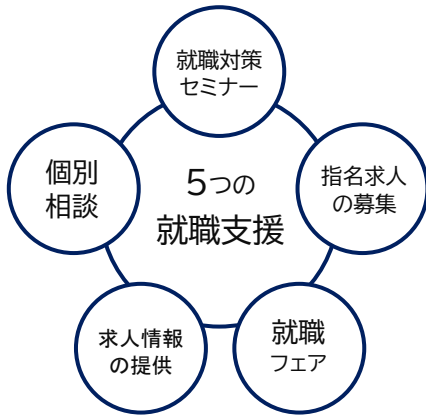 就職対策
セミナー
個別
相談
5つの
就職支援
指名求人
の募集
求人情報
の提供
就職
フェア